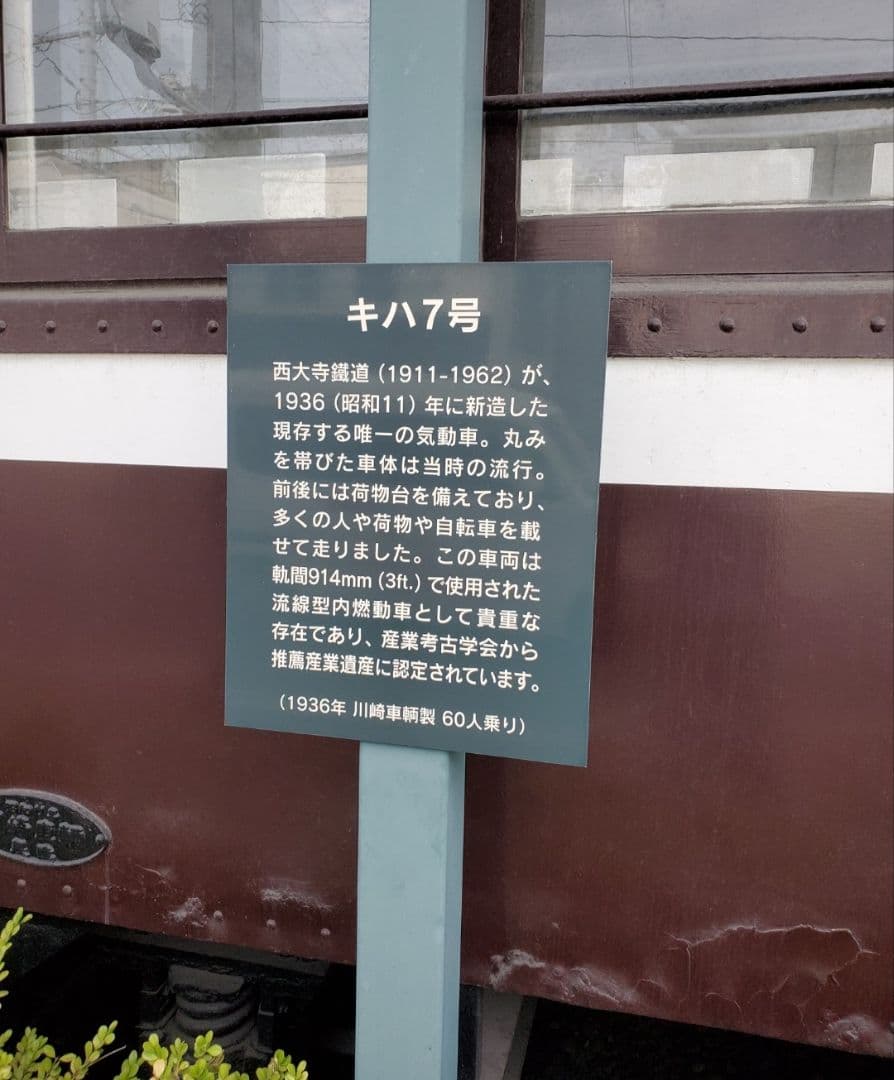 キハ7号
西大寺鐵道（1911-1962）が、
1936（昭和11）年に新造した
現存する唯一の気動車。丸み
を帯びた車体は当時の流行。
前後には荷物台を備えており、
多くの人や荷物や自転車を載
せて走りました。この車両は
軌間914mm（3ft.）で使用された
流線型内燃動車として貴重な
存在であり、産業考古学会から
推薦産業遺産に認定されています。
（1936年 川崎車輌製 60人乗り）